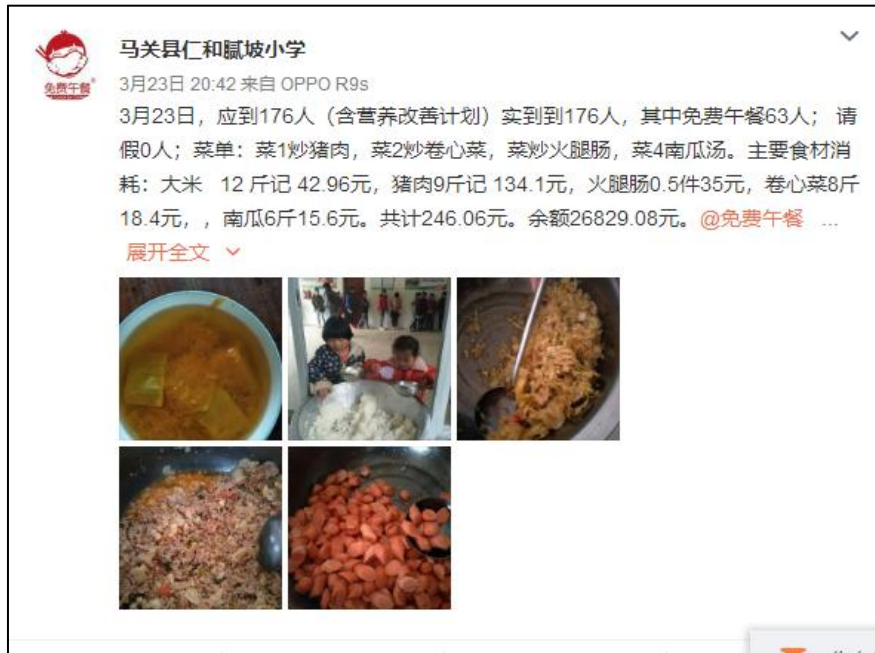 免费午餐
马关县仁和腻坡小学
3月23日 20:42 来自 OPPO R9s
3月23日，应到176人（含营养改善计划）实到到176人，其中免费午餐63人； 请
假0人；菜单：菜1炒猪肉，菜2炒卷心菜，菜炒火腿肠，菜4南瓜汤。主要食材消
耗：大米 12 斤记 42.96元，猪肉9斤记 134.1元，火腿肠0.5件35元，卷心菜8斤
18.4元，，南瓜6斤15.6元。共计246.06元。余额26829.08元。@免费午餐 ...
展开全文